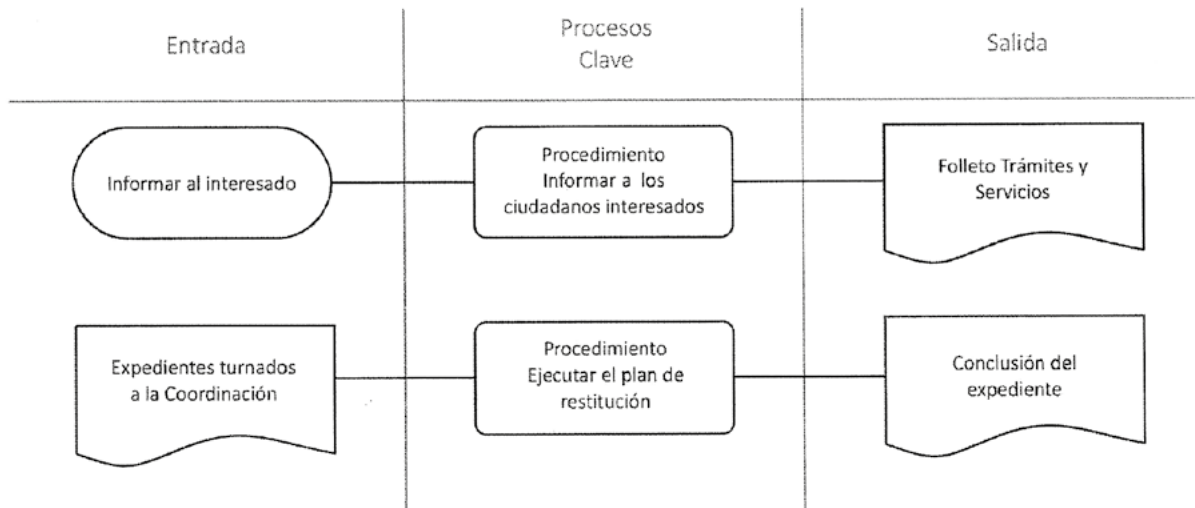 Entrada
Procesos
Clave
Salida
Informar al interesado
Procedimiento
Informar a los
ciudadanos interesados
Folleto Trámites y
Servicios
Expedientes turnados
a la Coordinación
Procedimiento
Ejecutar el plan de
restitución
Conclusión del
expediente